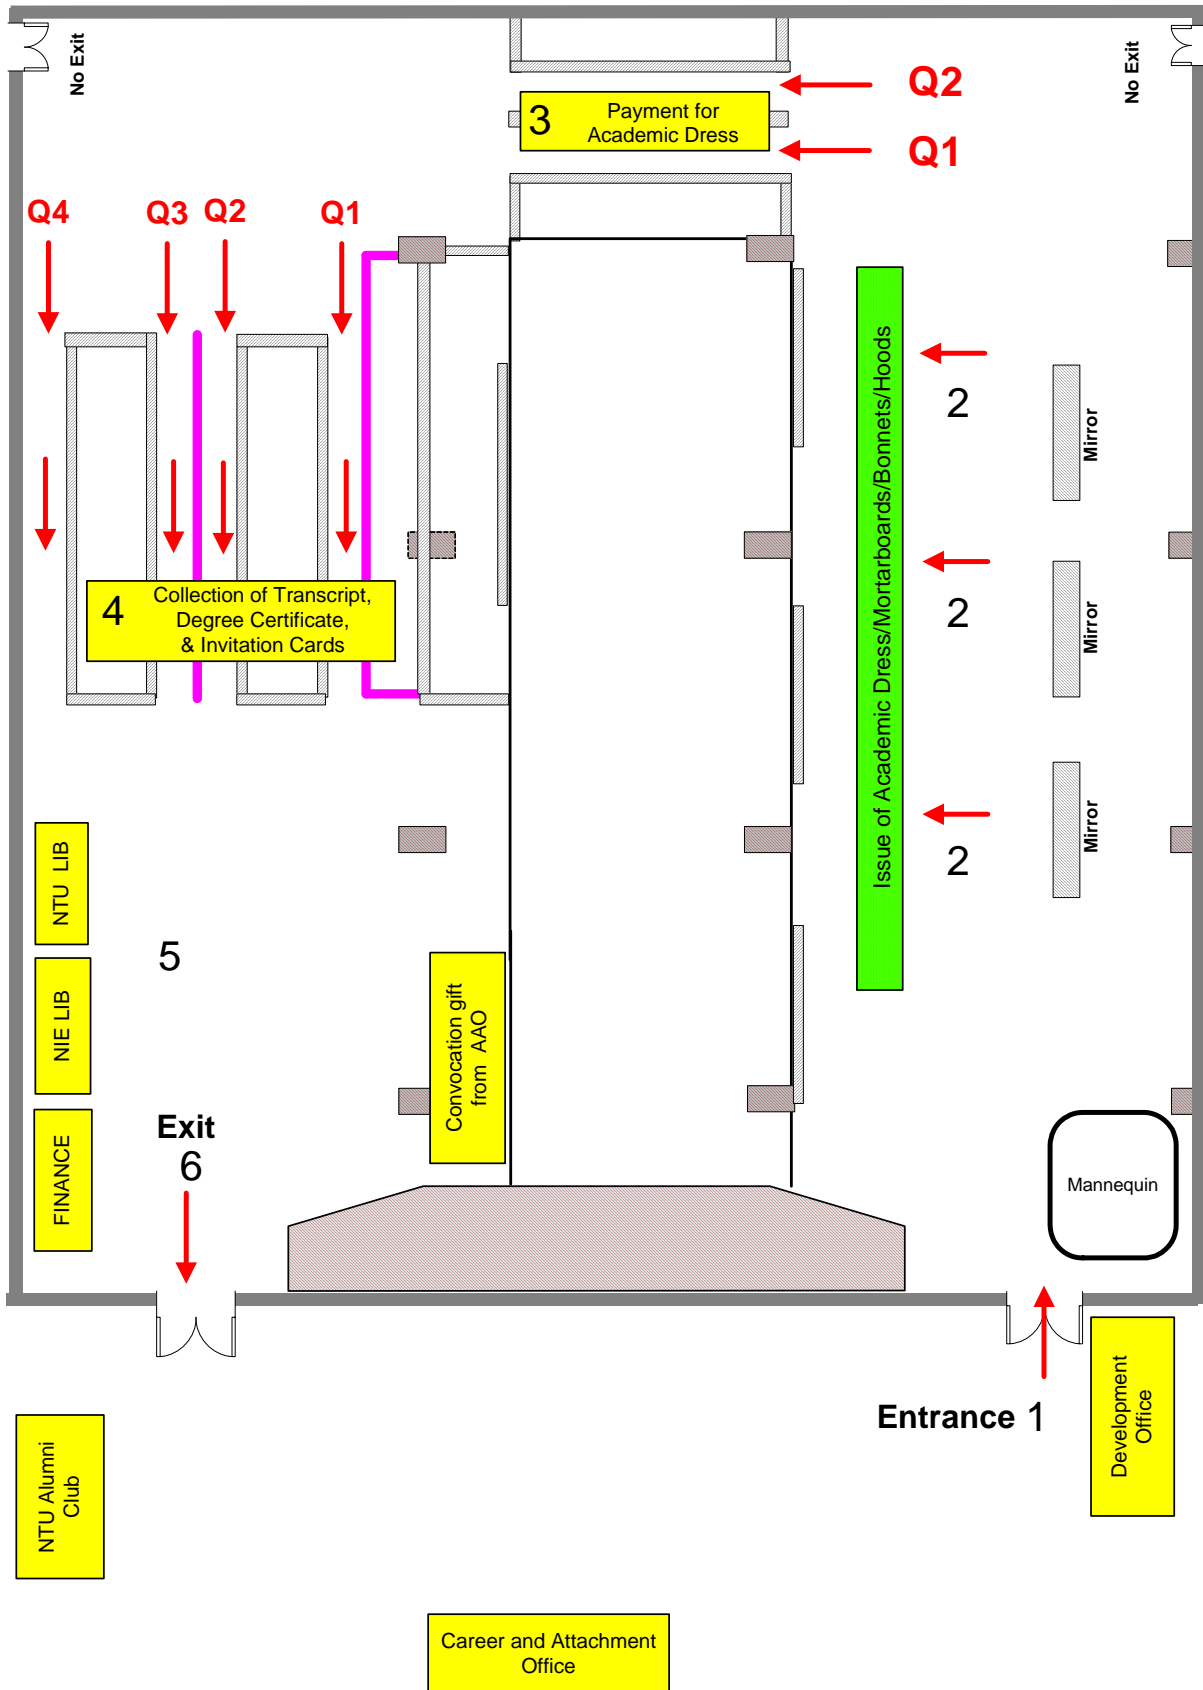 No Exit
No Exit
Q2
3
Payment for
Academic Dress
Q1
Q4
Q3
Q2
Q1
Issue of Academic Dress/Mortarboards/Bonnets/Hoods
2
Mirror
4
Collection of Transcript,
Degree Certificate,
& Invitation Cards
2
Mirror
2
Mirror
NTU LIB
5
NIE LIB
Convocation gift
from AAO
FINANCE
Exit
6
Mannequin
Entrance 1
Development
Office
NTU Alumni
Club
Career and Attachment
Office